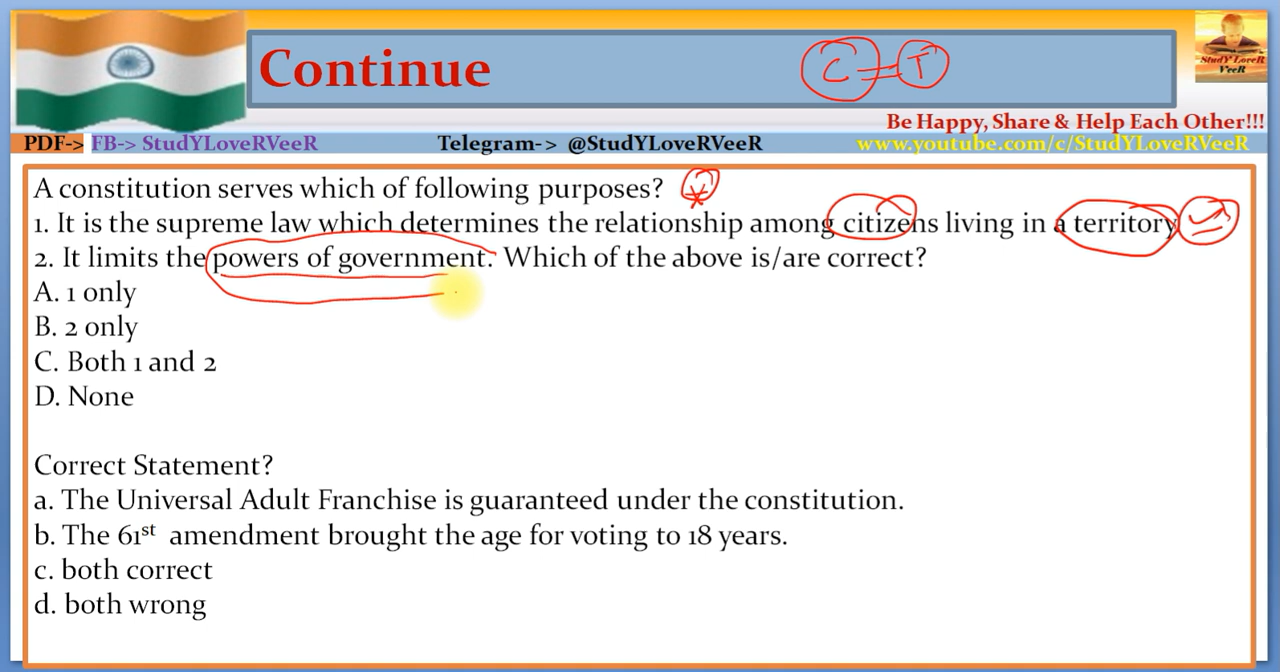 Continue
C = T
StudY LoveR
VeeR
Be Happy, Share & Help Each Other!!!
PDF-> FB-> StudYLoveRVeeR Telegram-> @StudYLoveRVeeR www.youtube.com/c/StudYLoveRVeeR
A constitution serves which of following purposes?
1. It is the supreme law which determines the relationship among citizens living in a territory
2. It limits the powers of government. Which of the above is/are correct?
A. 1 only
B. 2 only
C. Both 1 and 2
D. None
Correct Statement?
a. The Universal Adult Franchise is guaranteed under the constitution.
b. The 61st amendment brought the age for voting to 18 years.
c. both correct
d. both wrong